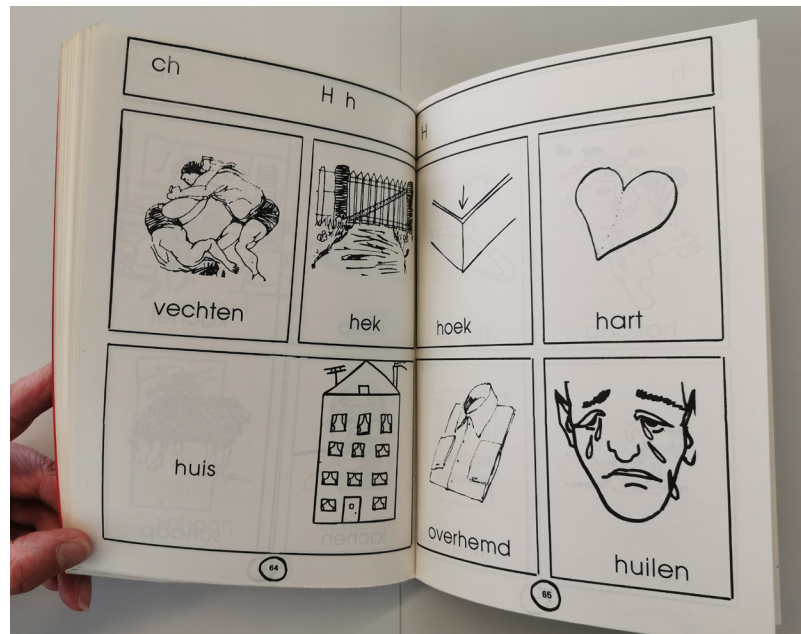 ch
H h
vechten
hek
huis
64
H
hoek
hart
overhemd
huilen
65